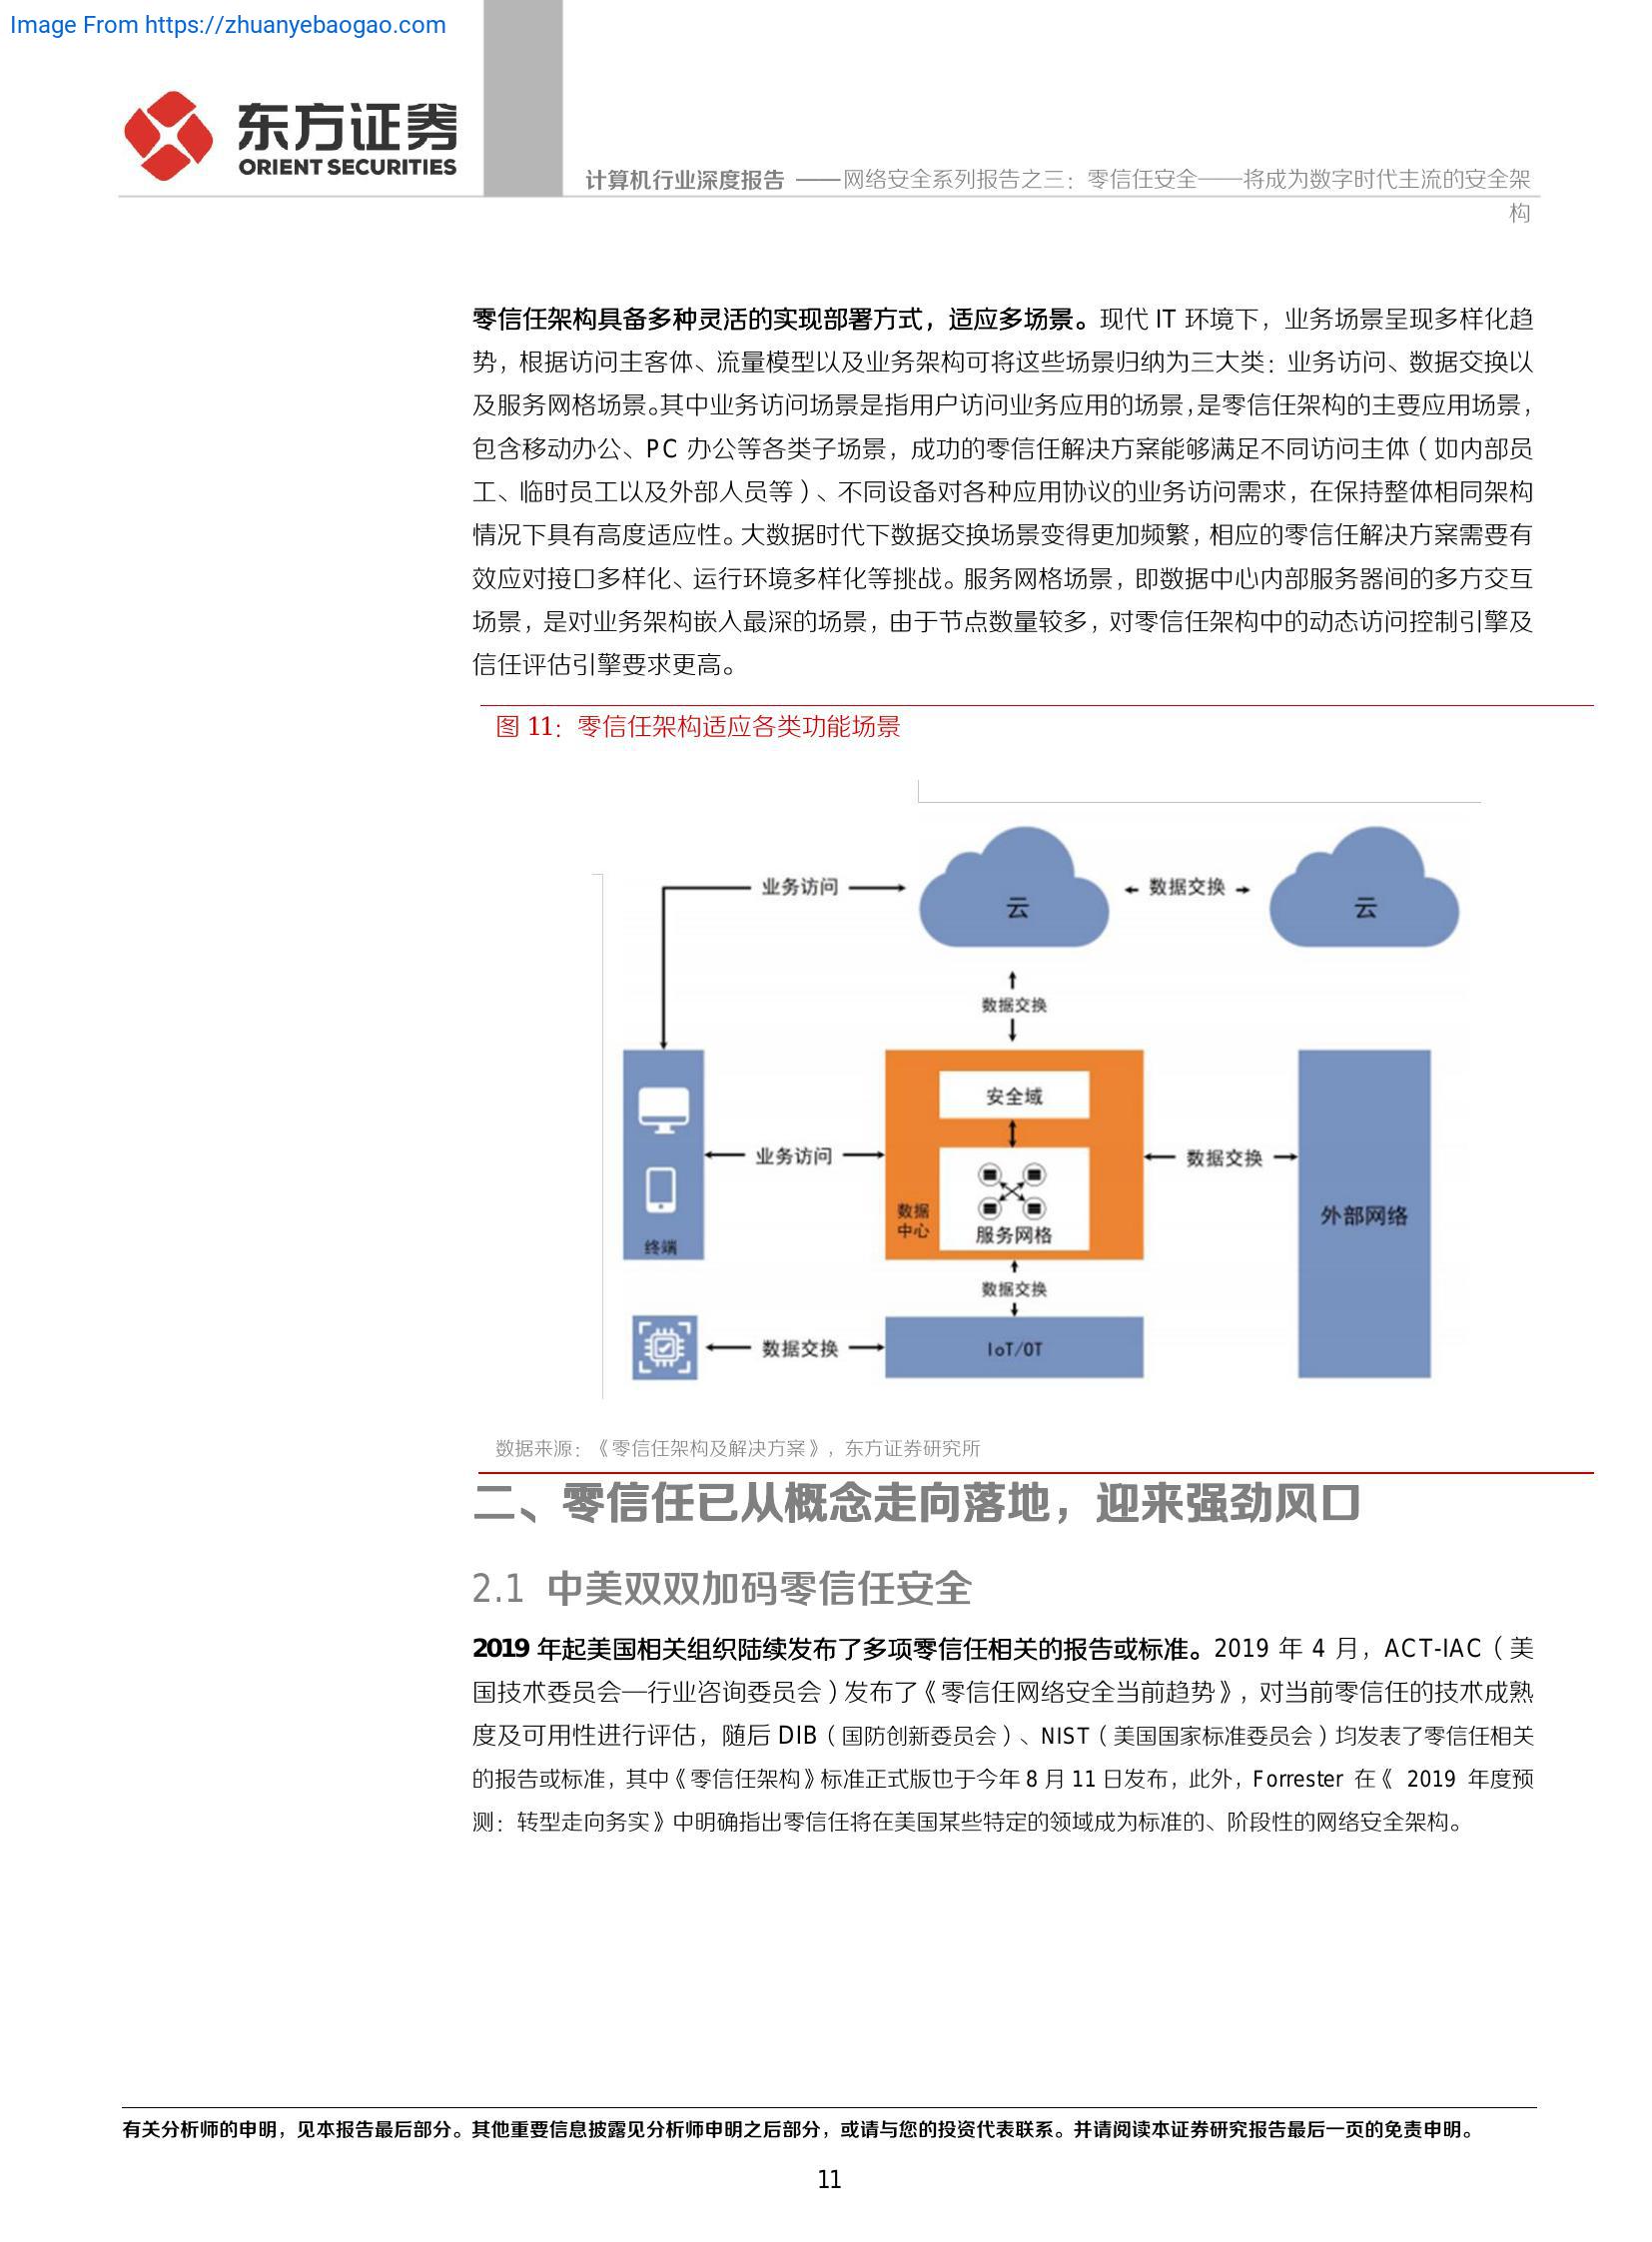 Image From https://zhuanyebaogao.com
东方证券
ORIENT SECURITIES
计算机行业深度报告 ——网络安全系列报告之三：零信任安全——将成为数字时代主流的安全架
构
零信任架构具备多种灵活的实现部署方式，适应多场景。现代 IT 环境下，业务场景呈现多样化趋
势，根据访问主客体、流量模型以及业务架构可将这些场景归纳为三大类：业务访问、数据交换以
及服务网格场景。其中业务访问场景是指用户访问业务应用的场景，是零信任架构的主要应用场景，
包含移动办公、PC 办公等各类子场景，成功的零信任解决方案能够满足不同访问主体（如内部员
工、临时员工以及外部人员等）、不同设备对各种应用协议的业务访问需求，在保持整体相同架构
情况下具有高度适应性。大数据时代下数据交换场景变得更加频繁，相应的零信任解决方案需要有
效应对接口多样化、运行环境多样化等挑战。服务网格场景，即数据中心内部服务器间的多方交互
场景，是对业务架构嵌入最深的场景，由于节点数量较多，对零信任架构中的动态访问控制引擎及
信任评估引擎要求更高。
图 11：零信任架构适应各类功能场景
业务访问
云
数据交换
云
数据交换
安全域
业务访问
数据交换
数据
中心
服务网格
外部网络
终端
数据交换
数据交换
IoT/OT
数据来源：《零信任架构及解决方案》，东方证券研究所
二、零信任已从概念走向落地，迎来强劲风口
2.1 中美双双加码零信任安全
2019 年起美国相关组织陆续发布了多项零信任相关的报告或标准。2019 年 4 月，ACT-IAC（美
国技术委员会—行业咨询委员会）发布了《零信任网络安全当前趋势》，对当前零信任的技术成熟
度及可用性进行评估，随后 DIB（国防创新委员会）、NIST（美国国家标准委员会）均发表了零信任相关
的报告或标准，其中《零信任架构》标准正式版也于今年 8 月 11 日发布，此外，Forrester 在《 2019 年度预
测：转型走向务实》中明确指出零信任将在美国某些特定的领域成为标准的、阶段性的网络安全架构。
有关分析师的申明，见本报告最后部分。其他重要信息披露见分析师申明之后部分，或请与您的投资代表联系。并请阅读本证券研究报告最后一页的免责申明。
11